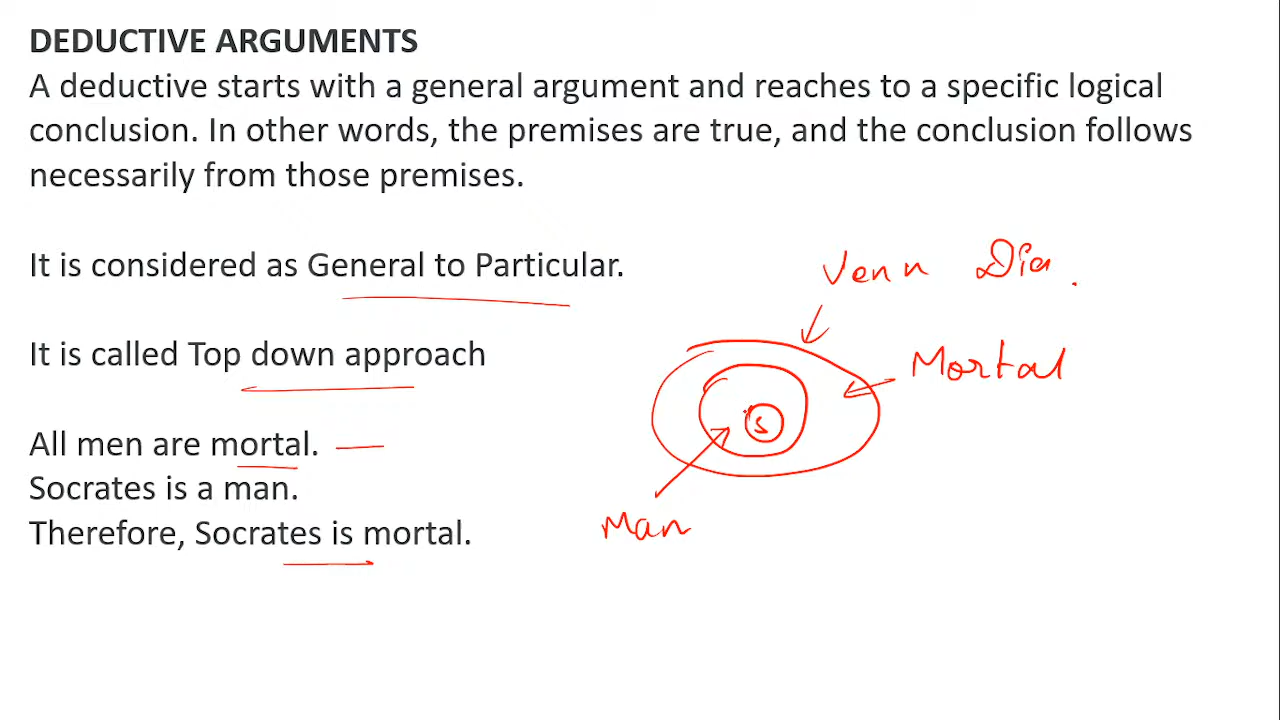 DEDUCTIVE ARGUMENTS
A deductive starts with a general argument and reaches to a specific logical
conclusion. In other words, the premises are true, and the conclusion follows
necessarily from those premises.
It is considered as General to Particular.
Venn Dia.
It is called Top down approach
Mortal
All men are mortal.
S
Socrates is a man.
Therefore, Socrates is mortal.
Man